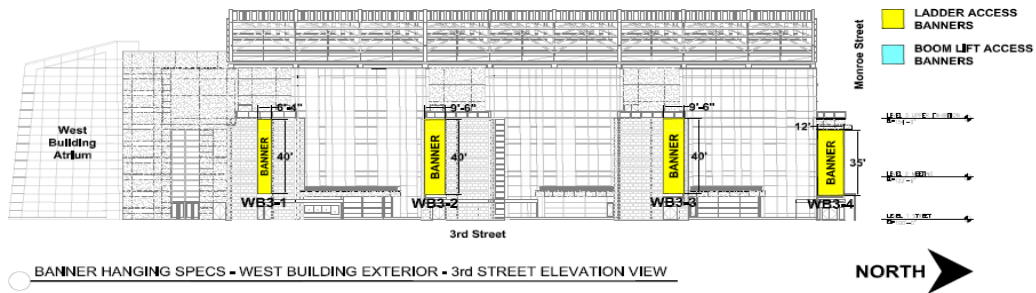 LADDER ACCESS
BANNERS
BOOM LIFT ACCESS
BANNERS
Monroe Street
West
Building
Atrium
6'-4"
9'-6"
9'-6"
12'
BANNER
40'
BANNER
40'
BANNER
40'
BANNER
35'
WB3-1
WB3-2
WB3-3
WB3-4
3rd Street
BANNER HANGING SPECS - WEST BUILDING EXTERIOR - 3rd STREET ELEVATION VIEW
NORTH